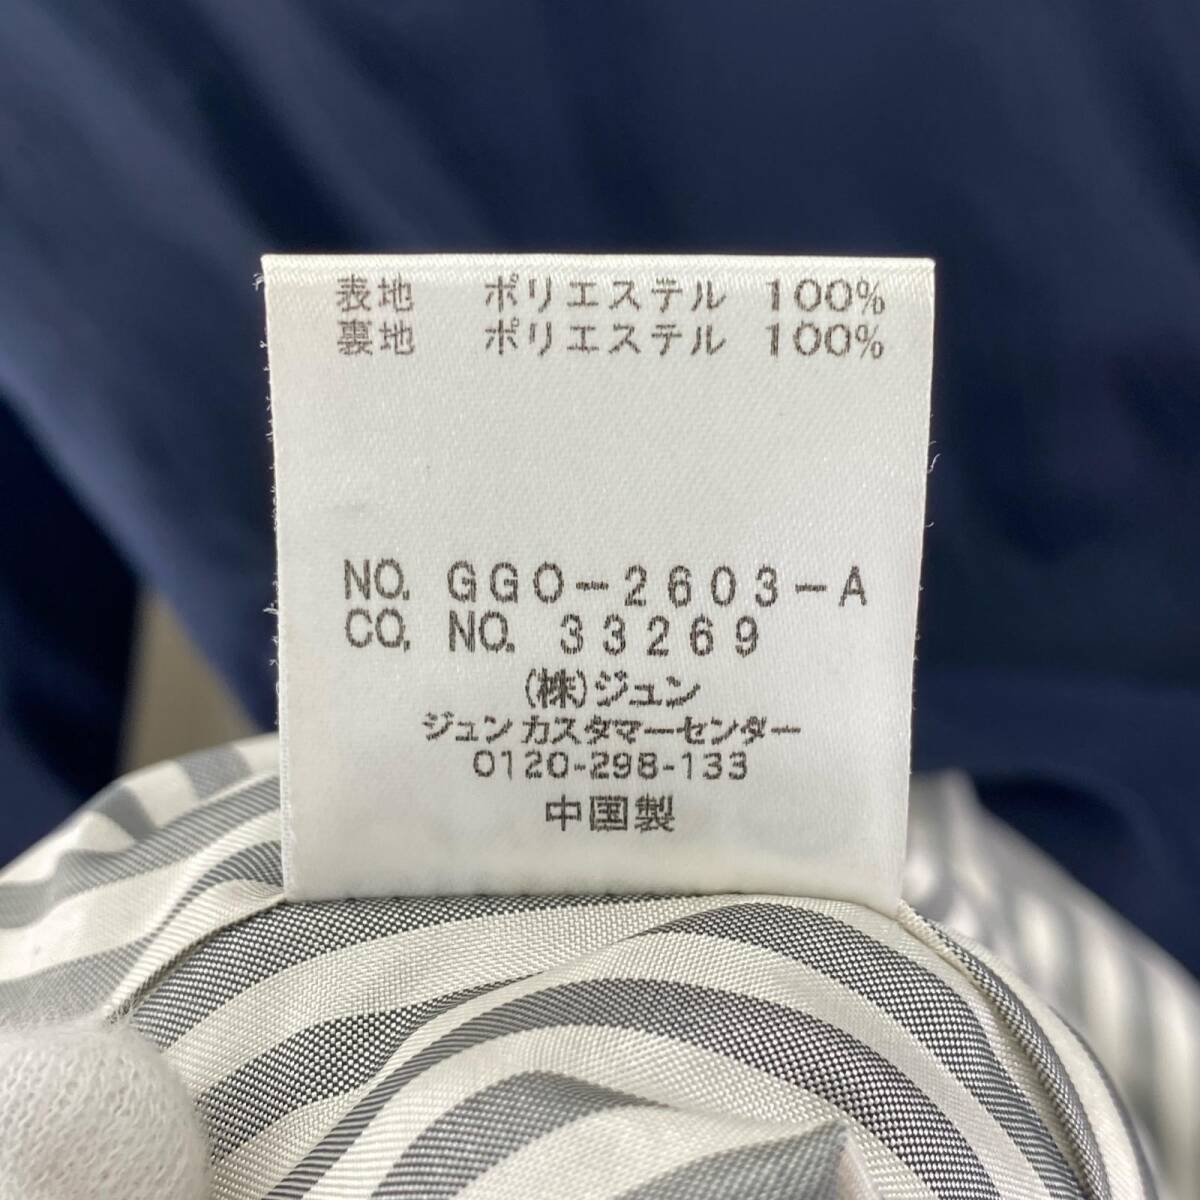 表地 ポリエステル 100%
裏地 ポリエステル 100%
NO. GGO-2603-A
CO. NO. 33269
(株)ジュン
ジュンカスタマーセンター
0120-298-133
中国製